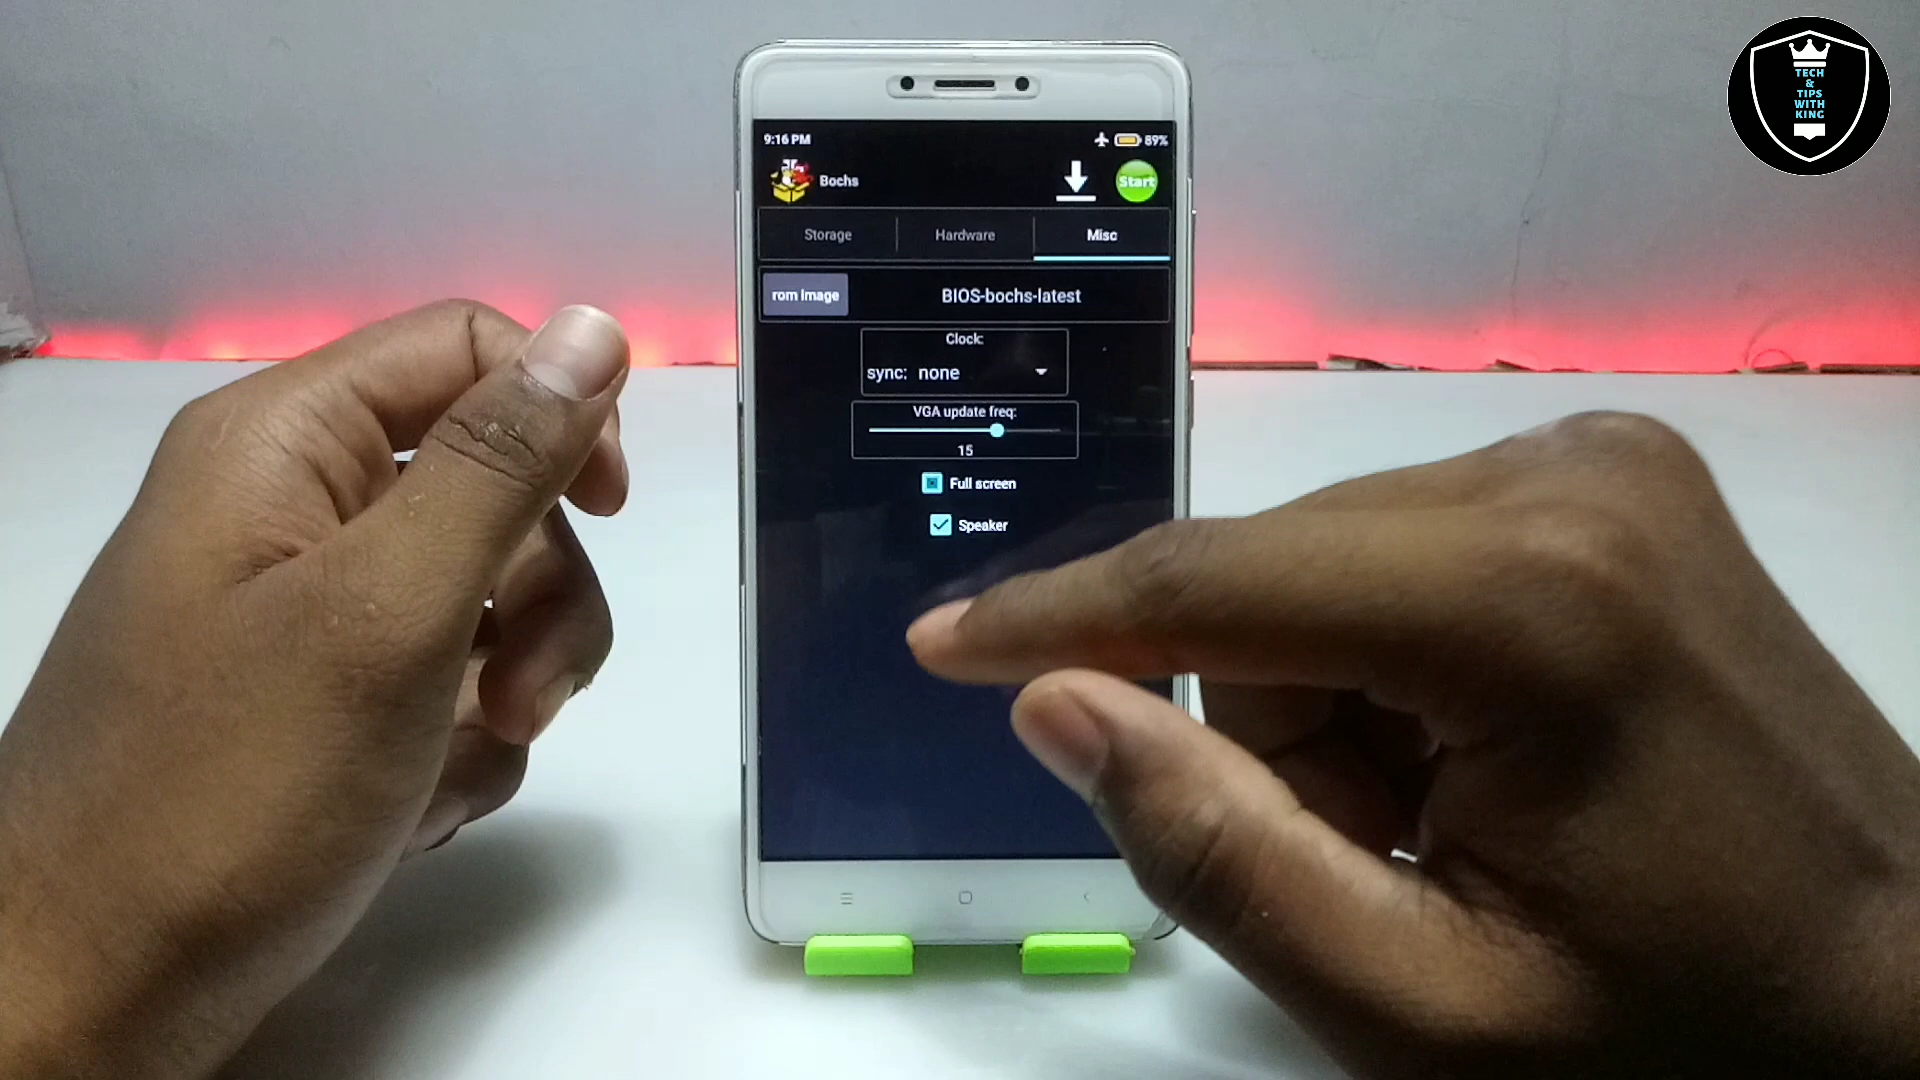 TECH
&
TIPS
WITH
KING
9:16 PM
89%
Bochs
Start
Storage
Hardware
Misc
rom image
BIOS-bochs-latest
Clock:
sync: none
VGA update freq:
15
Full screen
Speaker